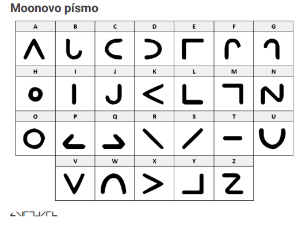 Moonovo písmo
A B C D E F G
H I J K L M N
O P Q R S T U
V W X Y Z